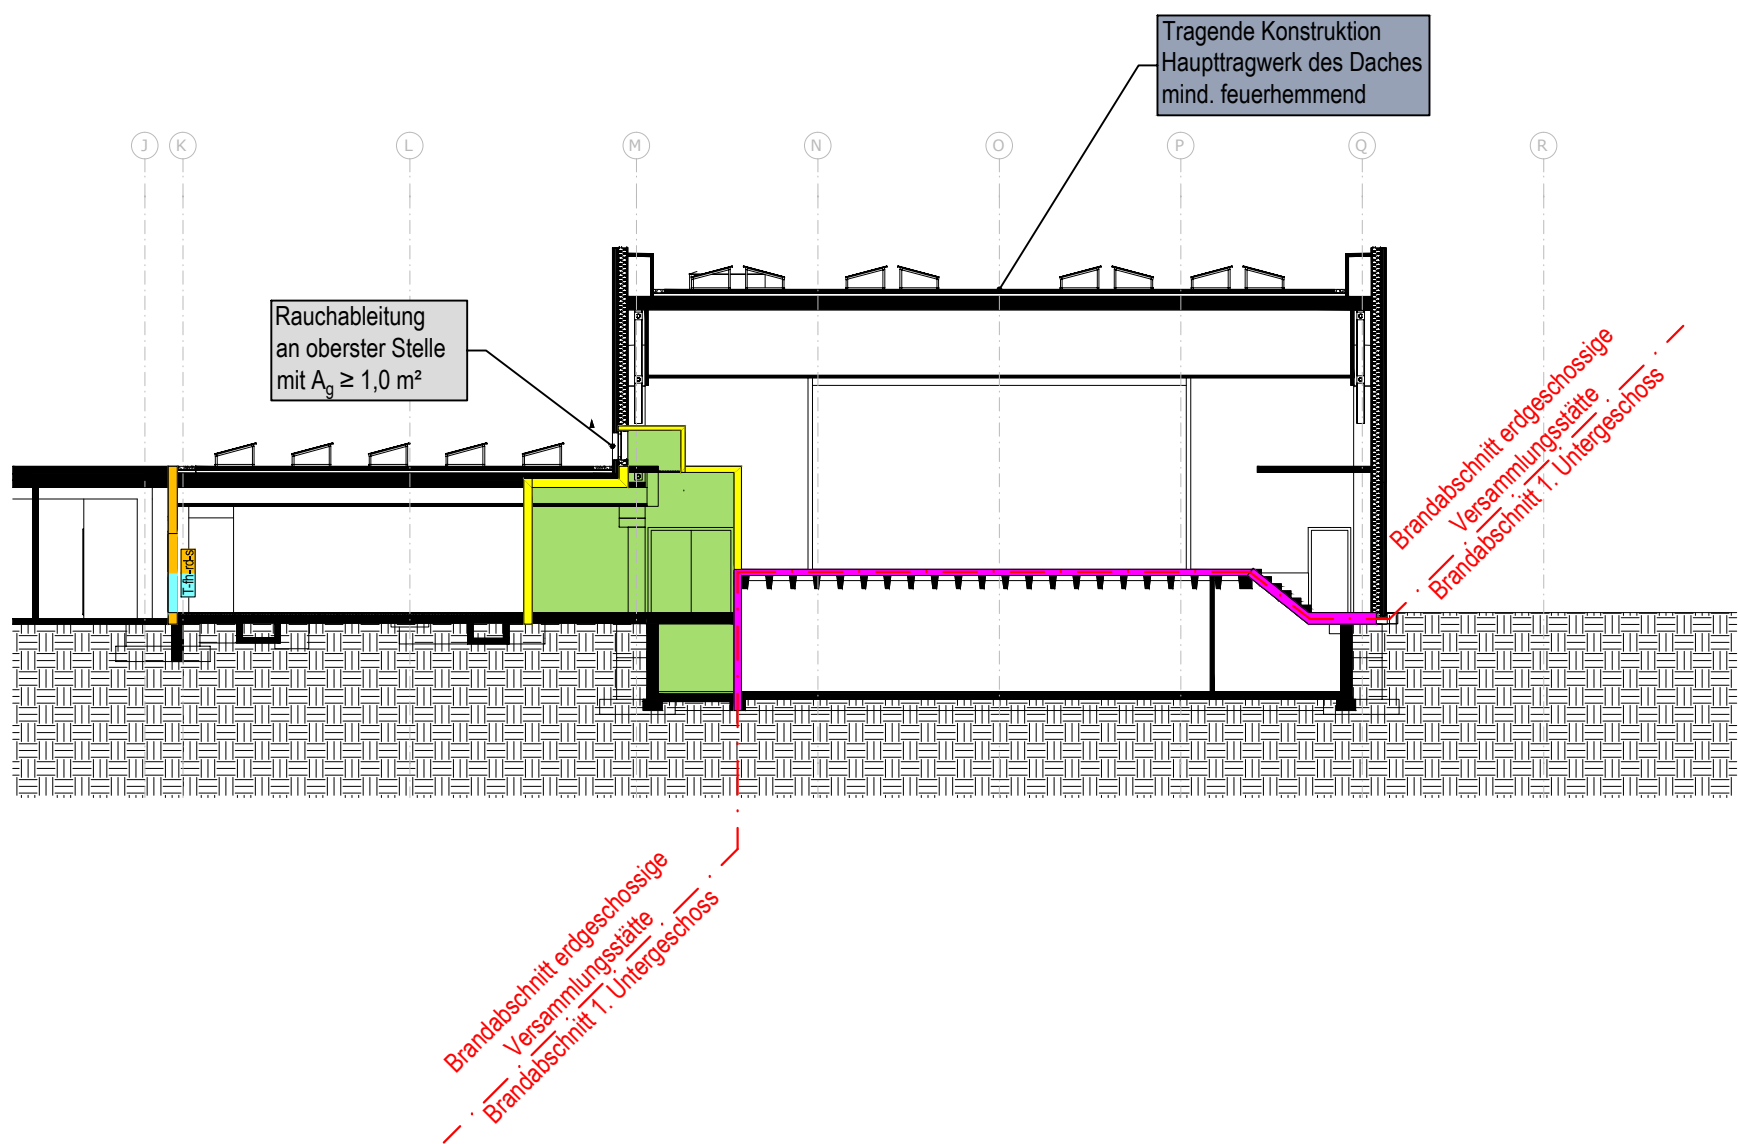 Tragende Konstruktion
Haupttragwerk des Daches
mind. feuerhemmend
J
K
L
M
N
O
P
Q
R
Rauchableitung
an oberster Stelle
mit Ag ≥ 1,0 m²
T-fh-rd-s
Brandabschnitt erdgeschossige
Versammlungsstätte
Brandabschnitt 1. Untergeschoss
Brandabschnitt erdgeschossige
Versammlungsstätte
Brandabschnitt 1. Untergeschoss